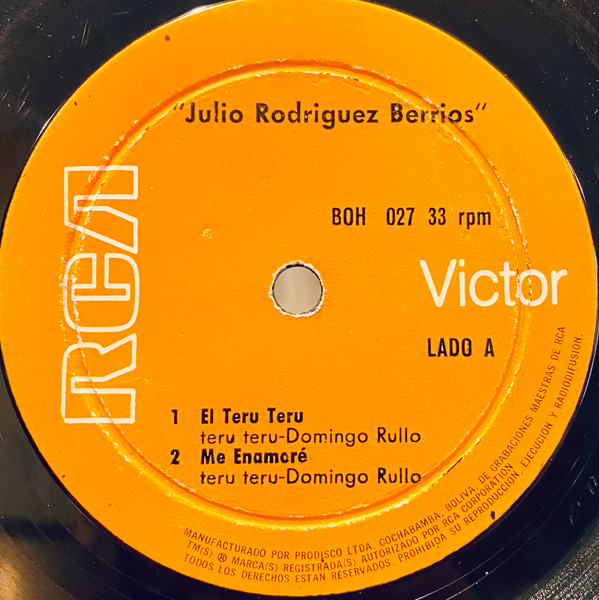 "Julio Rodriguez Berrios"
RCA
BOH 027 33 rpm
Victor
LADO A
1 El Teru Teru
teru teru-Domingo Rullo
2 Me Enamoré
teru teru-Domingo Rullo
MANUFACTURADO POR PRODISCO LTDA. COCHABAMBA, BOLIVA, DE GRABACIONES MAESTRAS DE RCA
TM(S) ® MARCA(S) REGISTRADA(S) AUTORIZADO POR RCA CORPORATION
TODOS LOS DERECHOS ESTAN RESERVADOS. PROHIBIDA SU REPRODUCCION, EJECUCION Y RADIODIFUSION.